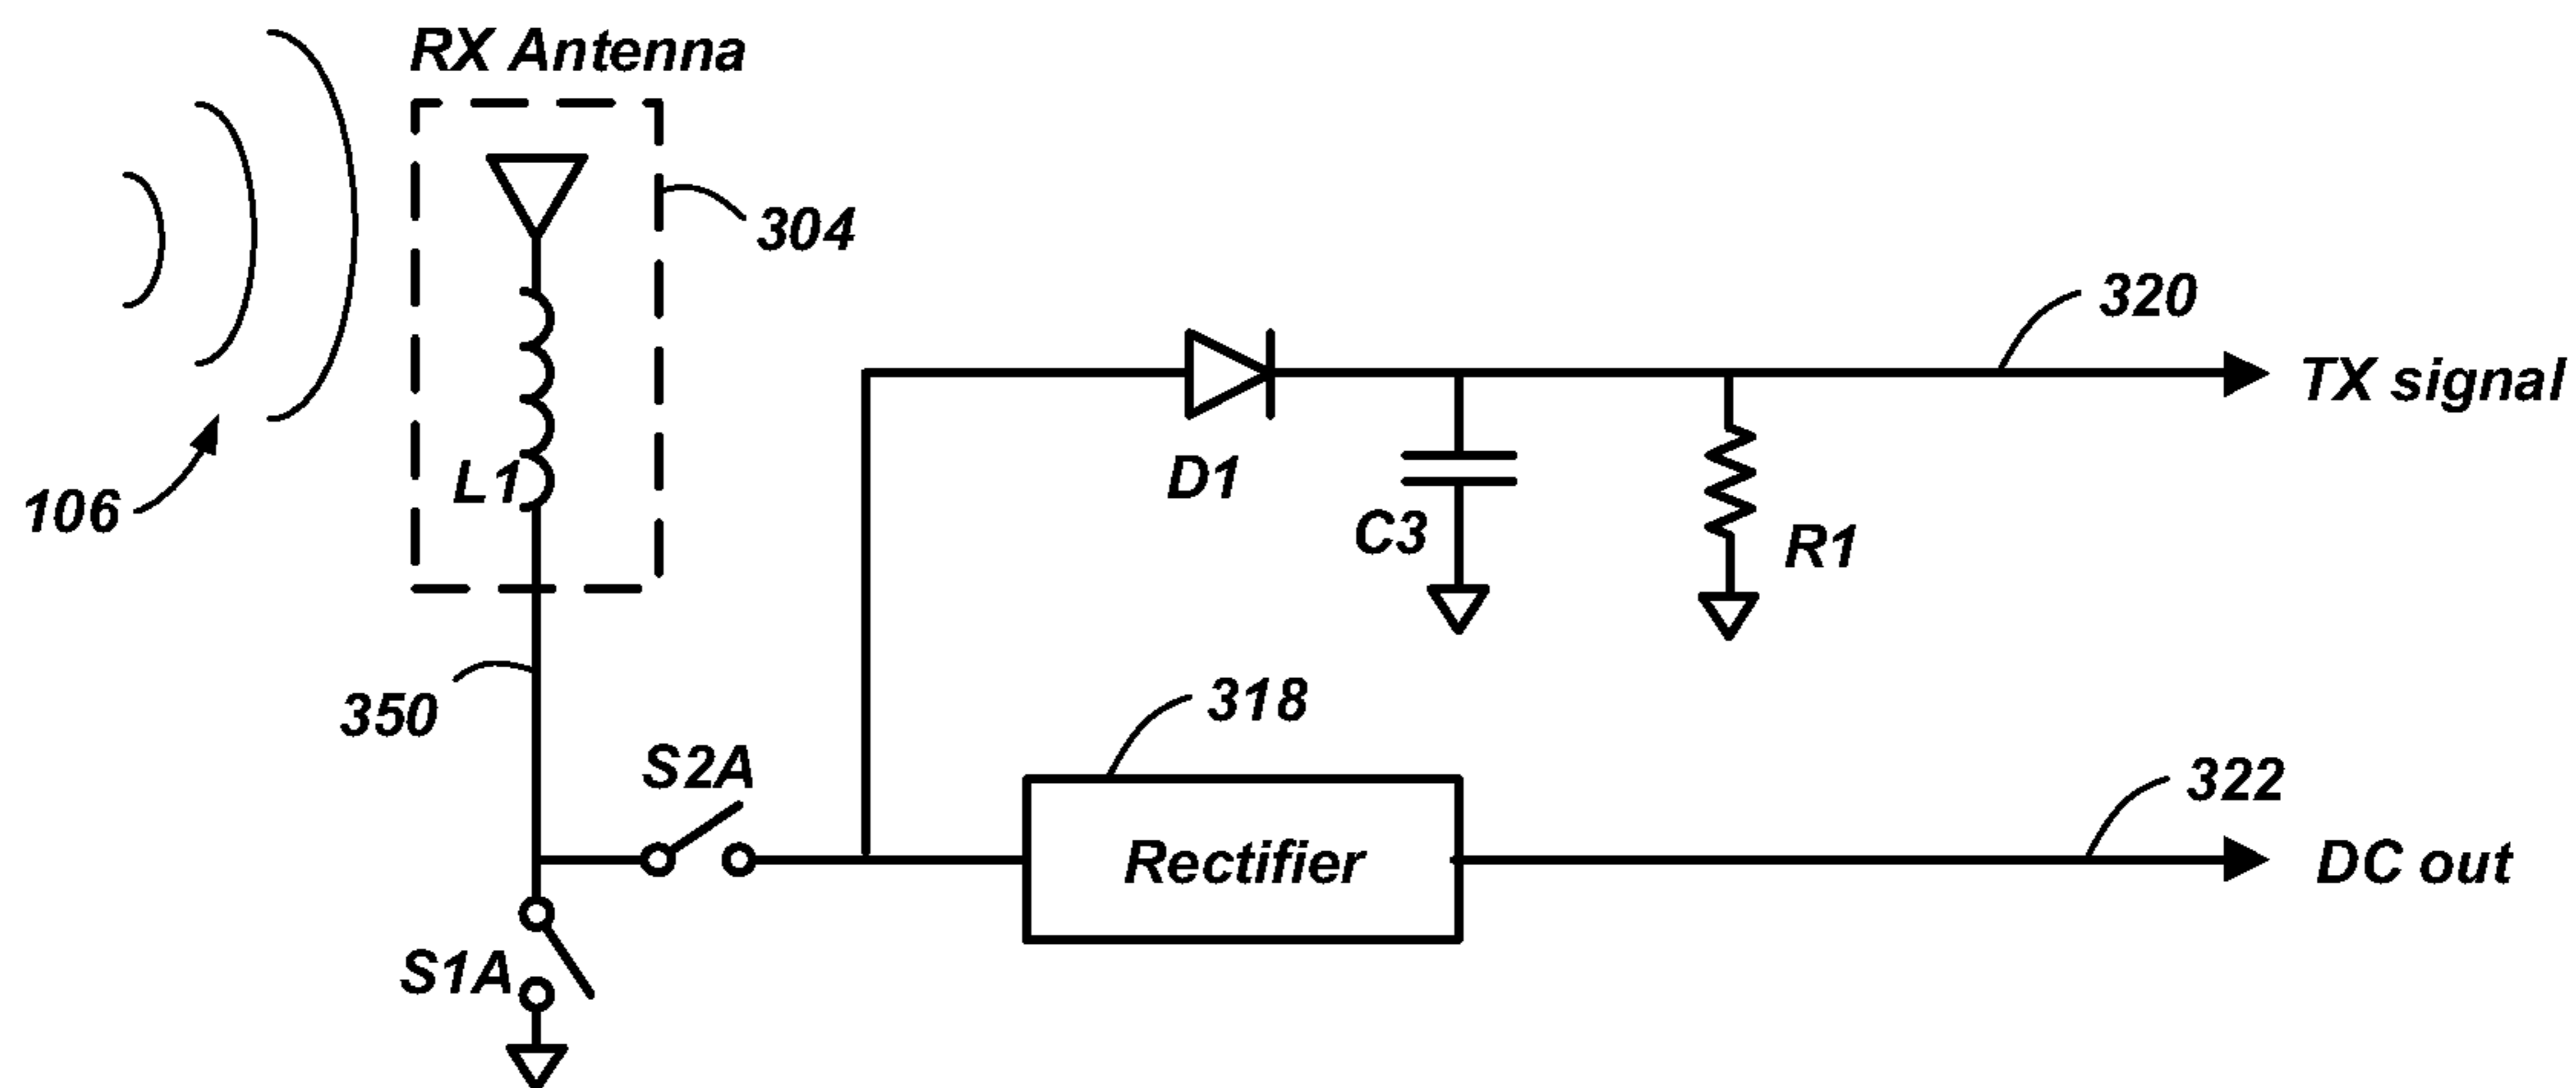 RX Antenna
304
320
TX signal
L1
106
D1
C3
R1
350
318
S2A
322
Rectifier
DC out
S1A